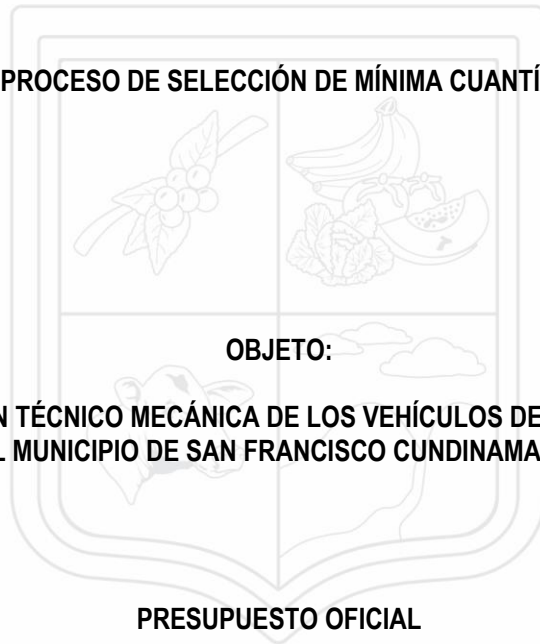 PROCESO DE SELECCIÓN DE MÍNIMA CUANTÍ
OBJETO:
N TÉCNICO MECÁNICA DE LOS VEHÍCULOS DE
L MUNICIPIO DE SAN FRANCISCO CUNDINAMA
PRESUPUESTO OFICIAL